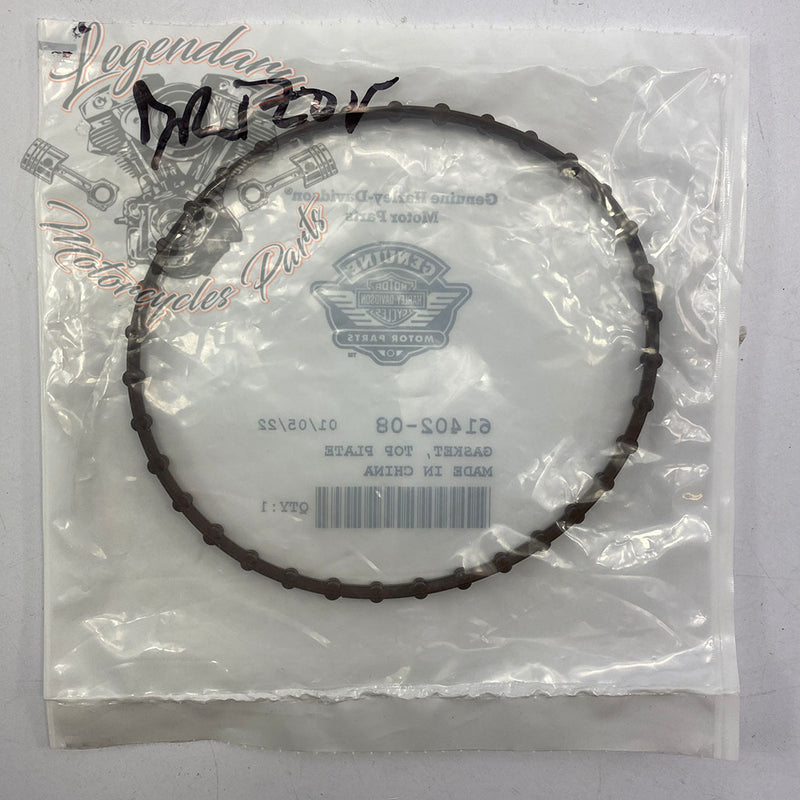 Legendary
Motorcycles Parts
Genuine Harley-Davidson®
Motor Parts
GENUINE
MOTOR
HARLEY-DAVIDSON
CYCLES
MOTOR PARTS
TM
61402-08 01/05/22
GASKET, TOP PLATE
MADE IN CHINA
QTY:1